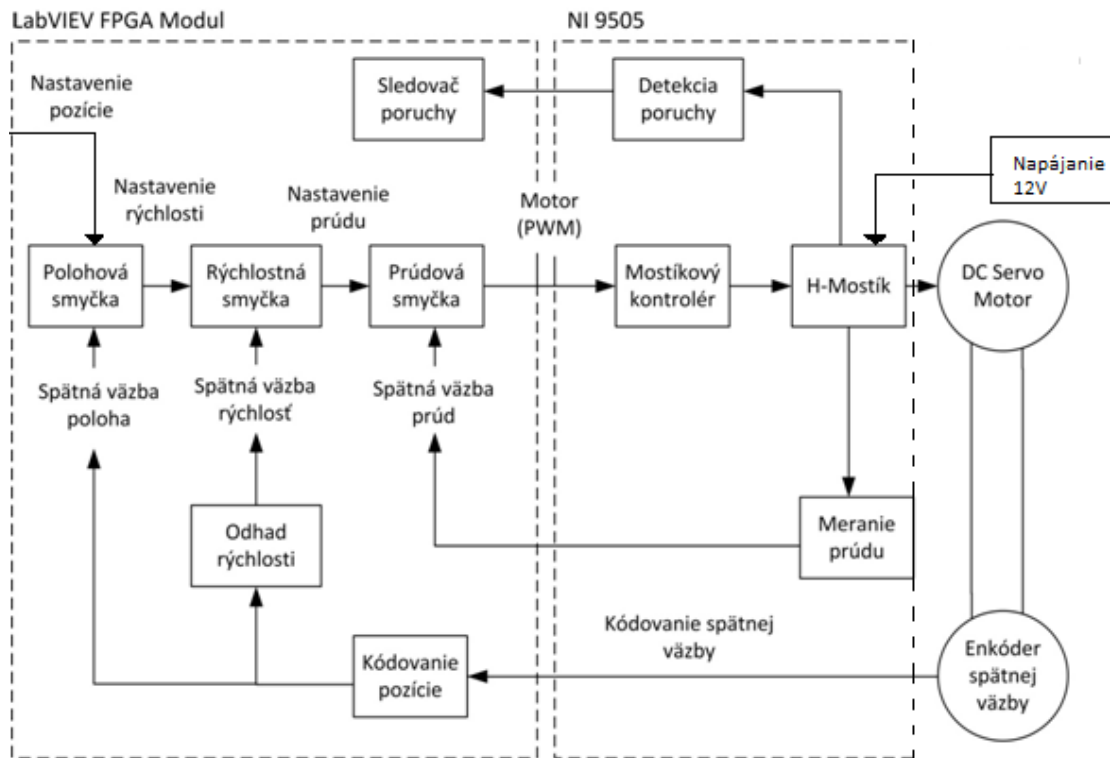 LabVIEV FPGA Modul
NI 9505
Nastavenie
pozície
Sledovač
poruchy
Detekcia
poruchy
Napájanie
12V
Nastavenie
rýchlosti
Nastavenie
prúdu
Motor
(PWM)
Polohová
smyčka
Rýchlostná
smyčka
Prúdová
smyčka
Mostíkový
kontrolér
H-Mostík
DC Servo
Motor
Spätná väzba
poloha
Spätná väzba
rýchlosť
Spätná väzba
prúd
Odhad
rýchlosti
Meranie
prúdu
Kódovanie spätnej
väzby
Kódovanie
pozície
Enkóder
spätnej
väzby